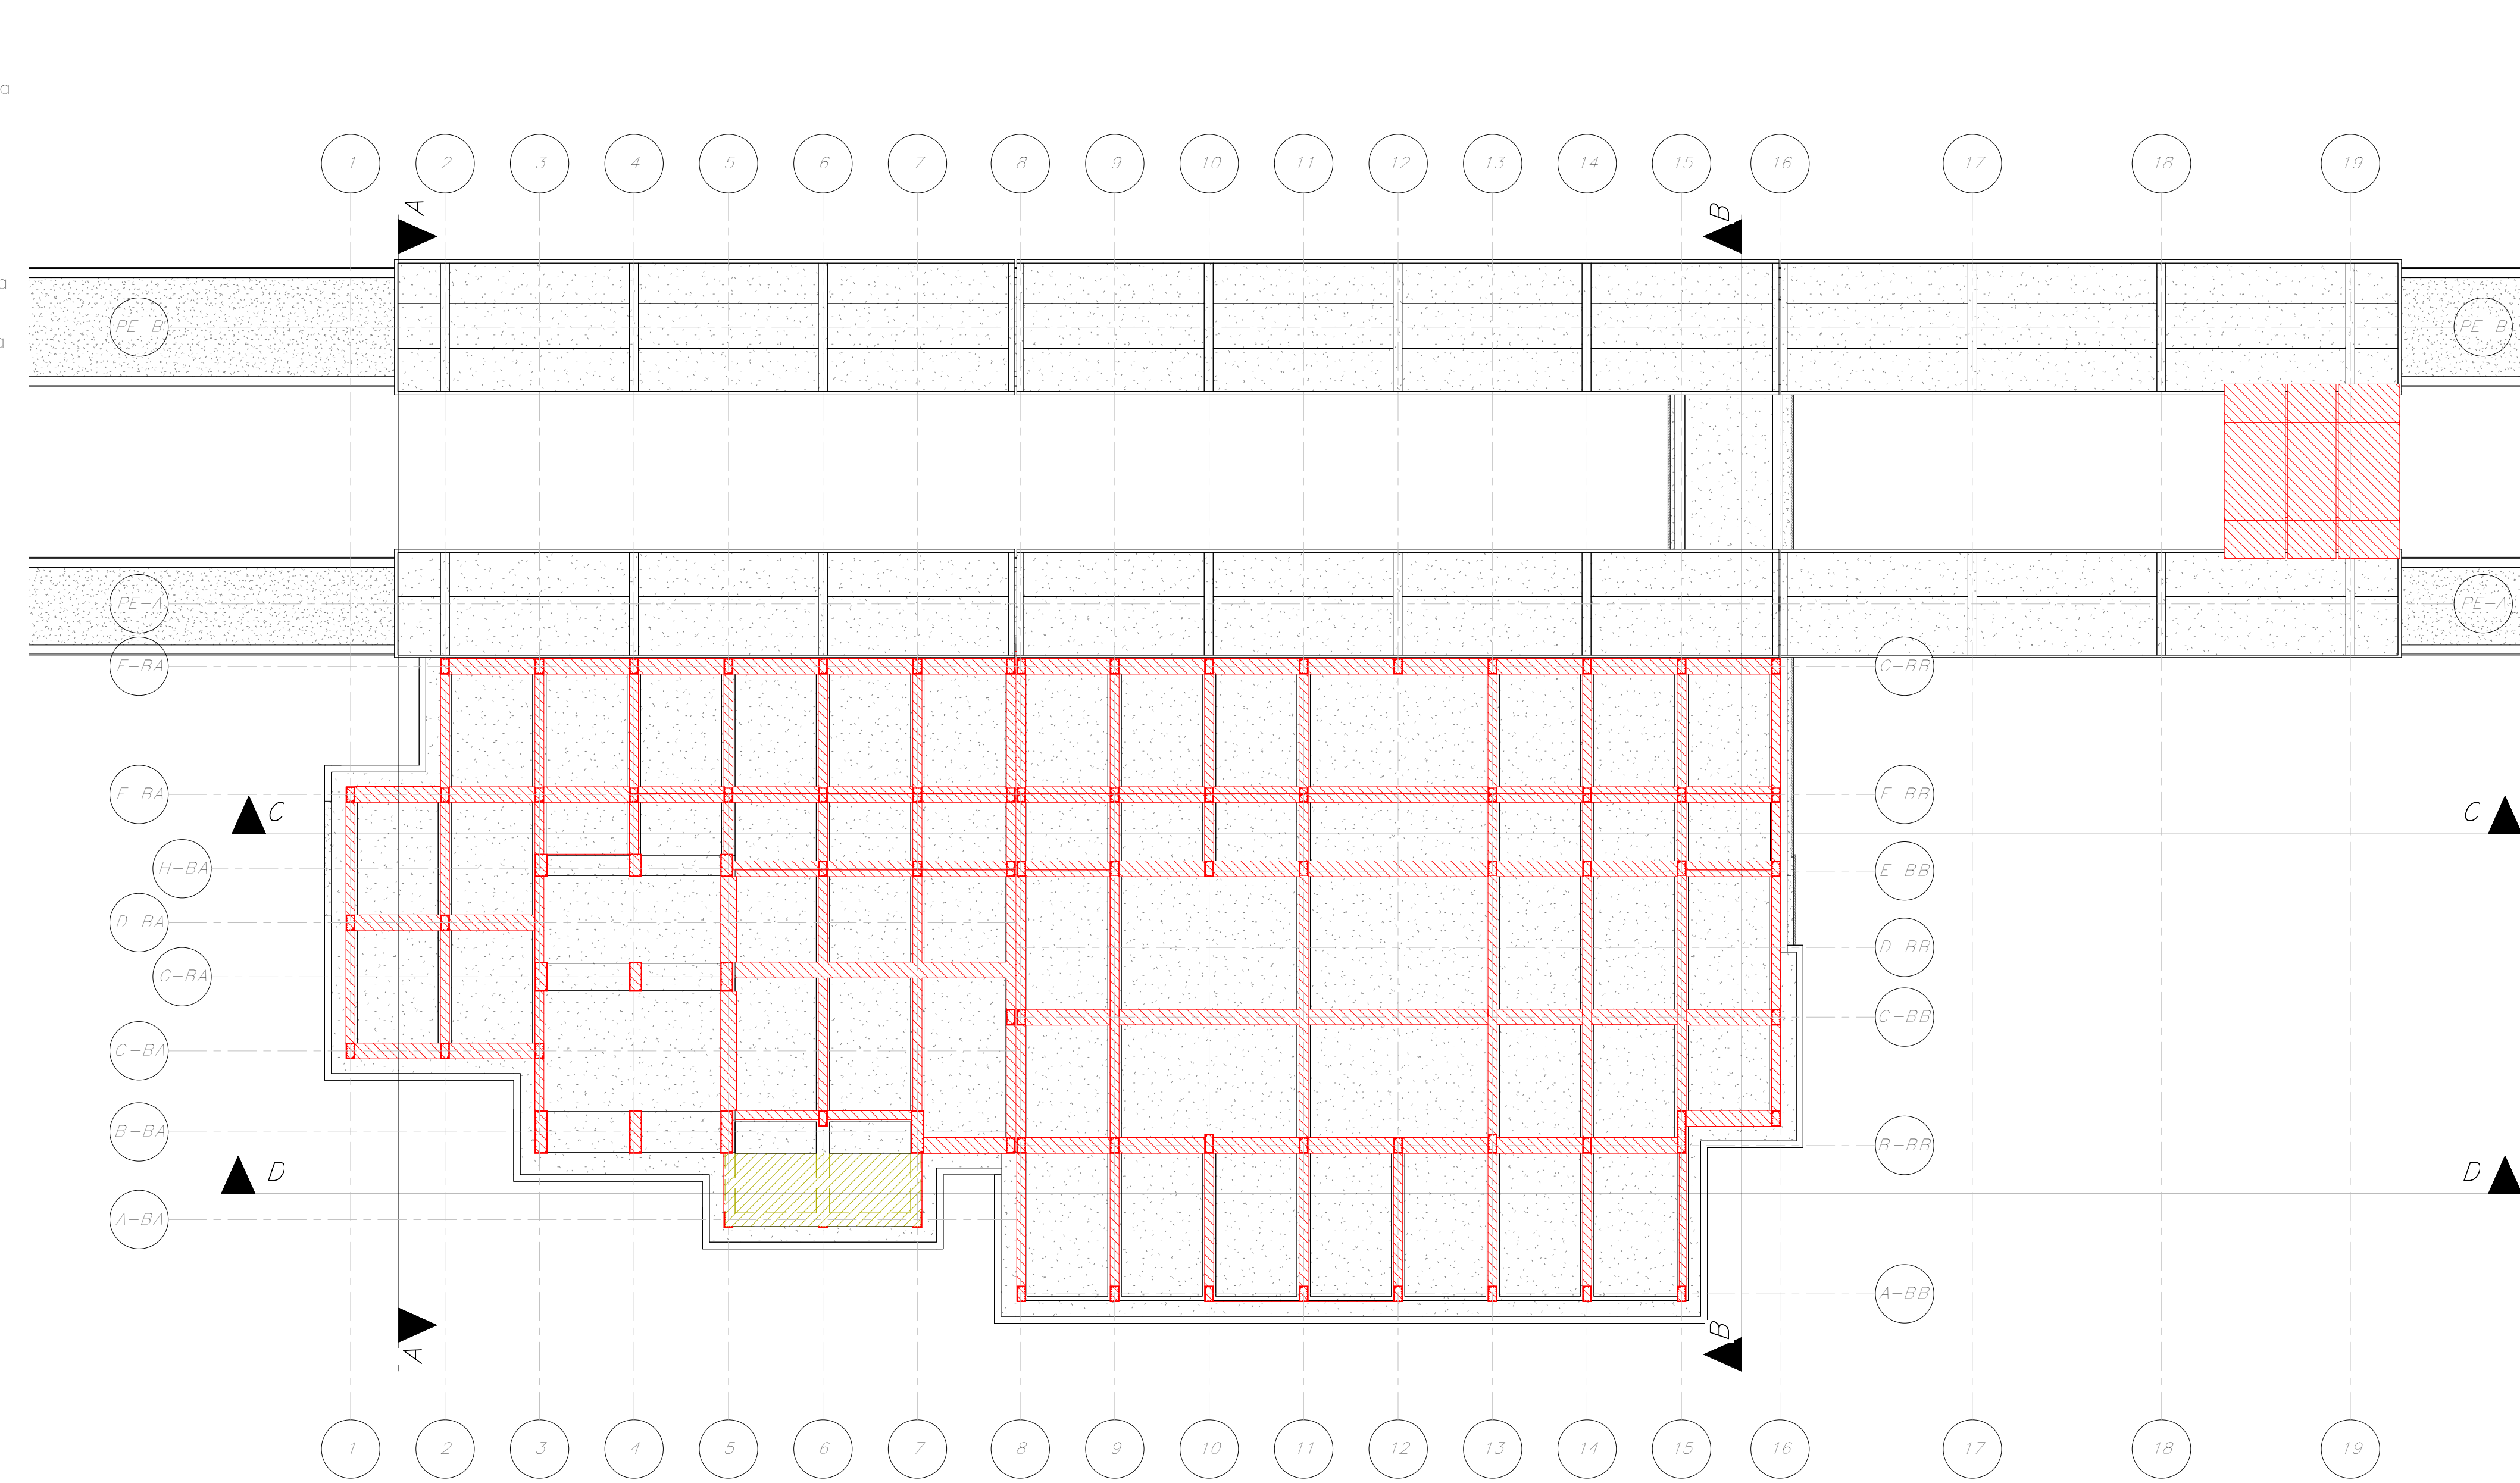 a
1 2 3 4 5 6 7 8 9 10 11 12 13 14 15 16 17 18 19
A B
a
PE-B PE-B
a
PE-A PE-A
F-BA G-BB
E-BA F-BB
C C
H-BA E-BB
D-BA D-BB
G-BA
C-BB
C-BA
B-BA B-BB
D D
A-BA
A-BB
A B
1 2 3 4 5 6 7 8 9 10 11 12 13 14 15 16 17 18 19